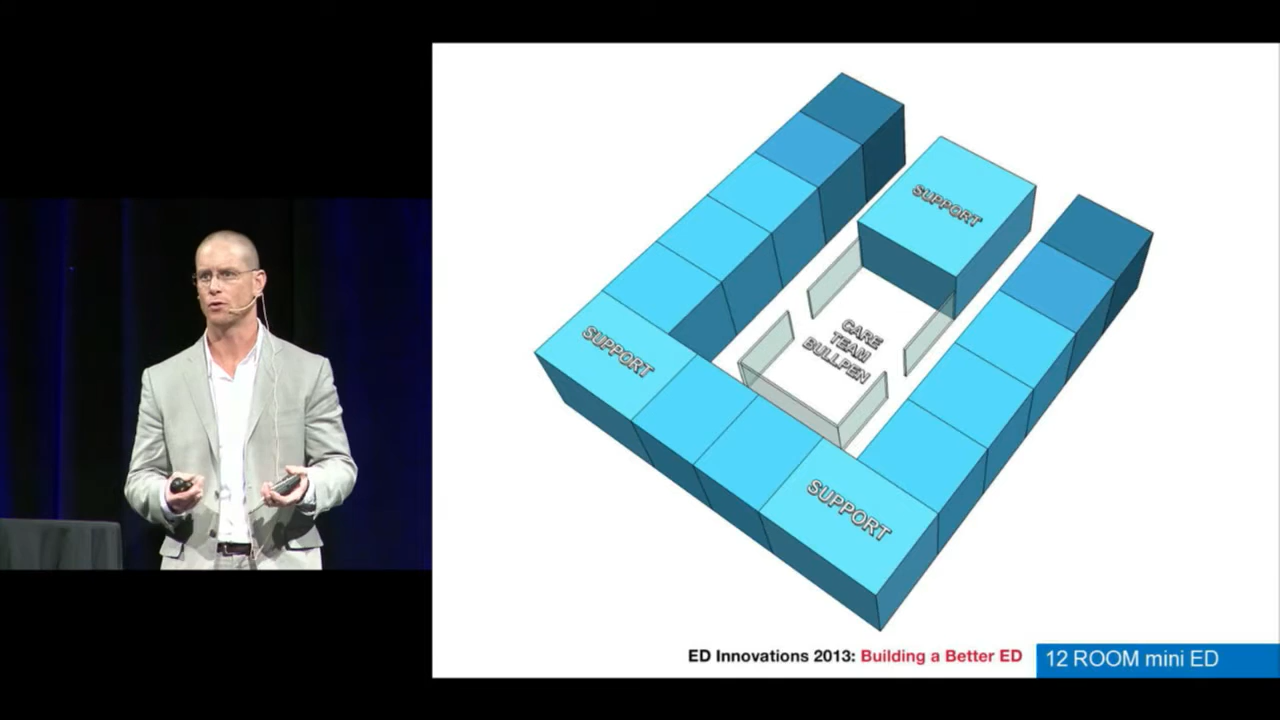 SUPPORT
SUPPORT
CARE
TEAM
BULLPEN
SUPPORT
ED Innovations 2013: Building a Better ED
12 ROOM mini ED